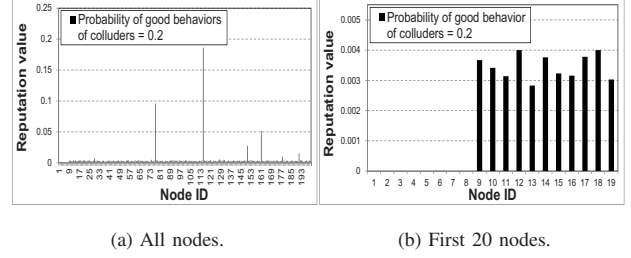 Reputation value
0.25
0.2
0.15
0.1
0.05
0
Probability of good behaviors
of colluders = 0.2
1 9 17 25 33 41 49 57 65 73 81 89 97 105 113 121 129 137 145 153 161 169 177 185 193
Node ID
(a) All nodes.
Reputation value
0.005
0.004
0.003
0.002
0.001
0
Probability of good behavior
of colluders = 0.2
1 2 3 4 5 6 7 8 9 10 11 12 13 14 15 16 17 18 19
Node ID
(b) First 20 nodes.